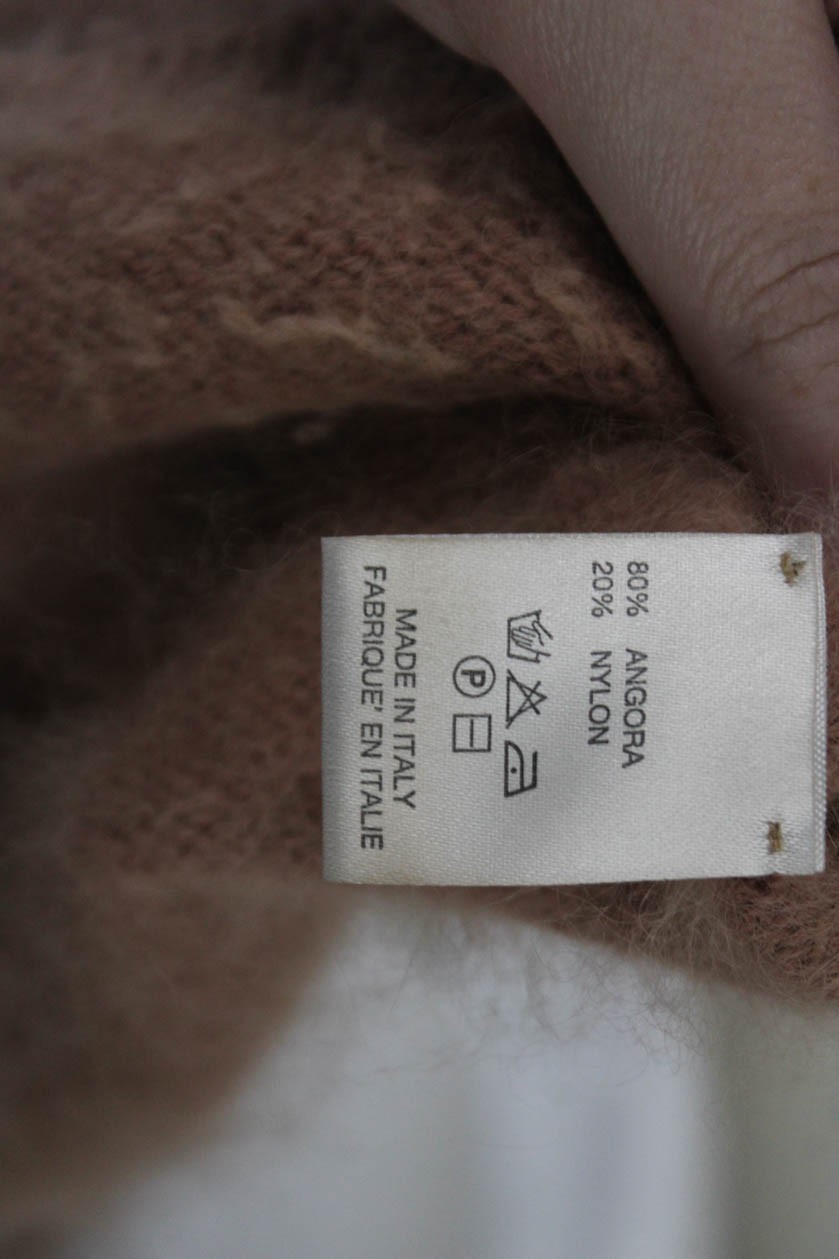 80% ANGORA
20% NYLON
P
MADE IN ITALY
FABRIQUE' EN ITALIE